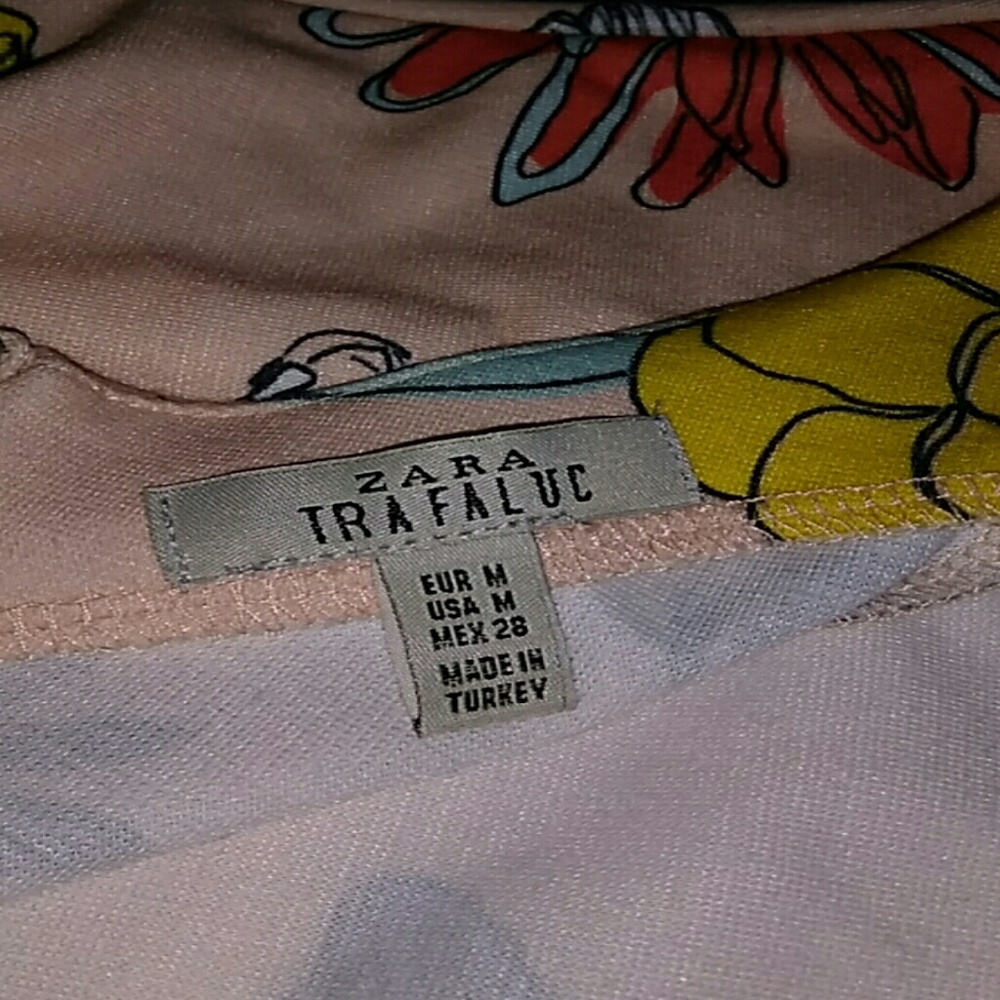 ZARA
TRAFALUC
EUR M
USA M
MEX 28
MADE IN
TURKEY